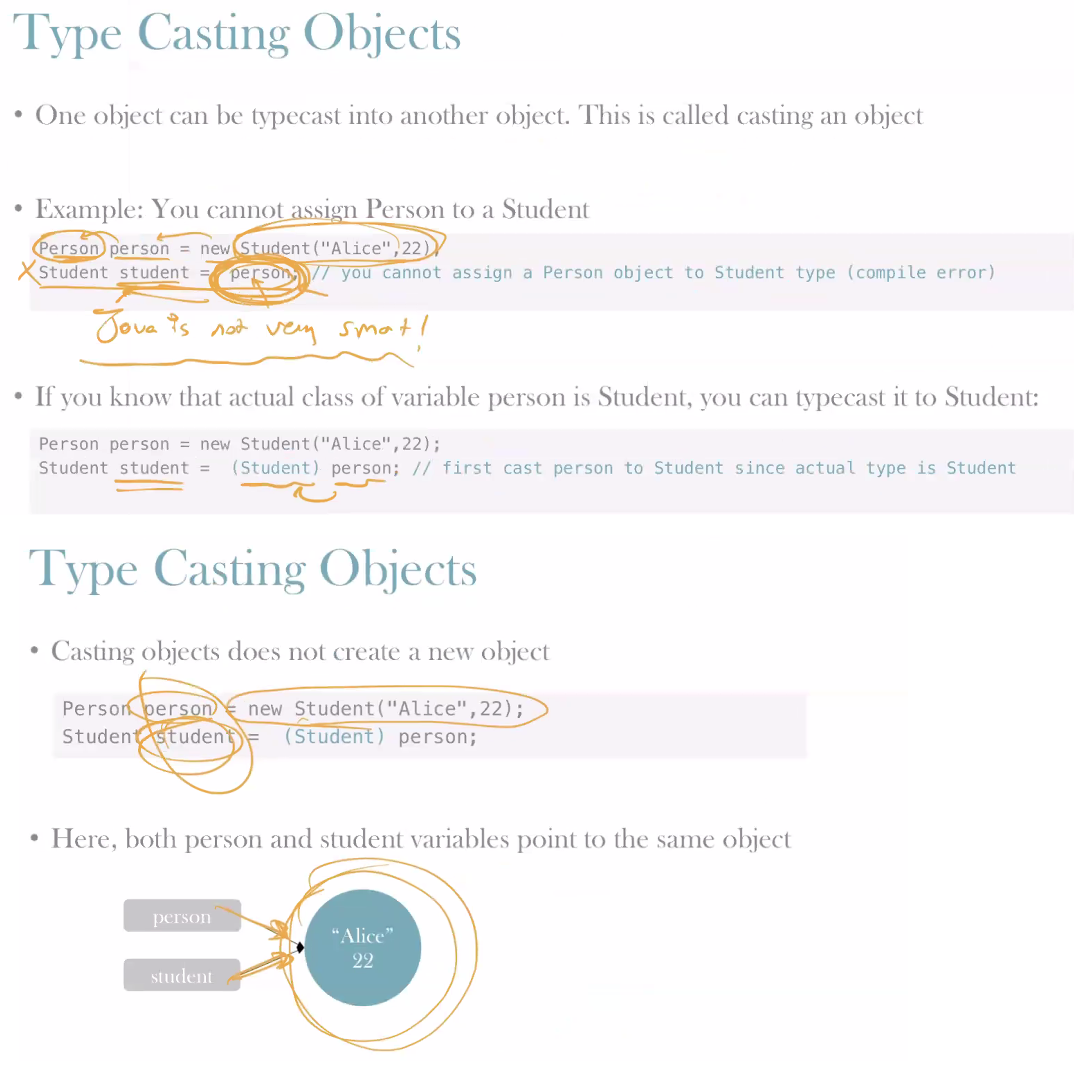 Type Casting Objects
• One object can be typecast into another object. This is called casting an object
• Example: You cannot assign Person to a Student
Person person = new Student("Alice",22);
X Student student = person; // you cannot assign a Person object to Student type (compile error)
Java is not very smart!
• If you know that actual class of variable person is Student, you can typecast it to Student:
Person person = new Student("Alice",22);
Student student = (Student) person; // first cast person to Student since actual type is Student
Type Casting Objects
• Casting objects does not create a new object
Person person = new Student("Alice",22);
Student student = (Student) person;
• Here, both person and student variables point to the same object
person
“Alice”
22
student